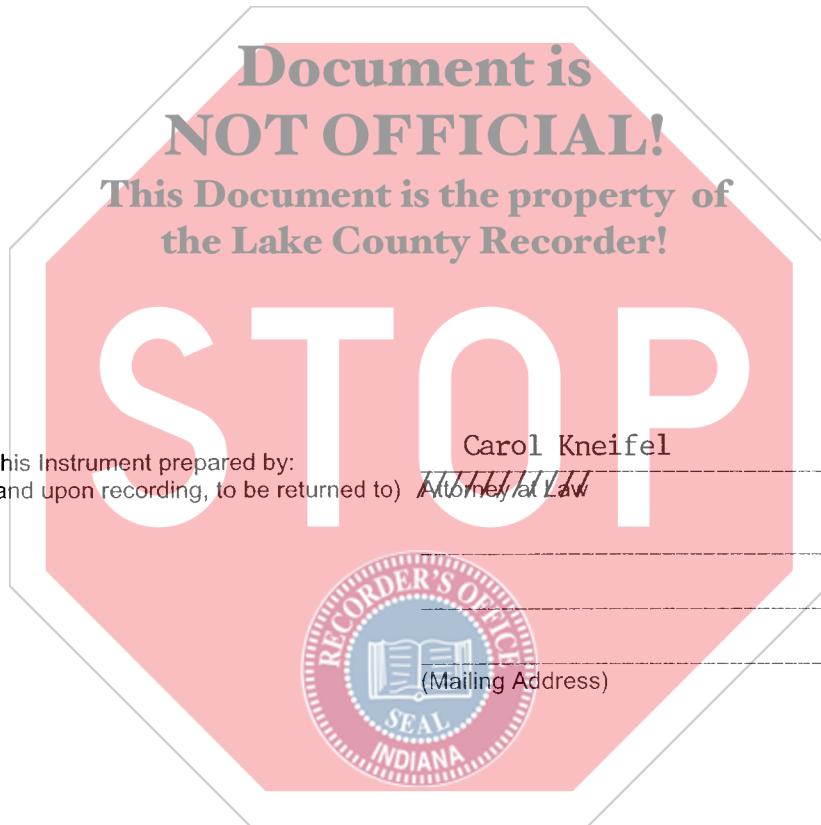 Document is
NOT OFFICIAL!
This Document is the property of
the Lake County Recorder!
STOP
Carol Kneifel
his Instrument prepared by:
and upon recording, to be returned to) Attorney at Law
(Mailing Address)
RECORDER'S OFFICE
SEAL
INDIANA